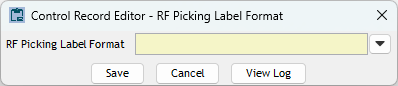 Control Record Editor - RF Picking Label Format
RF Picking Label Format
Save Cancel View Log